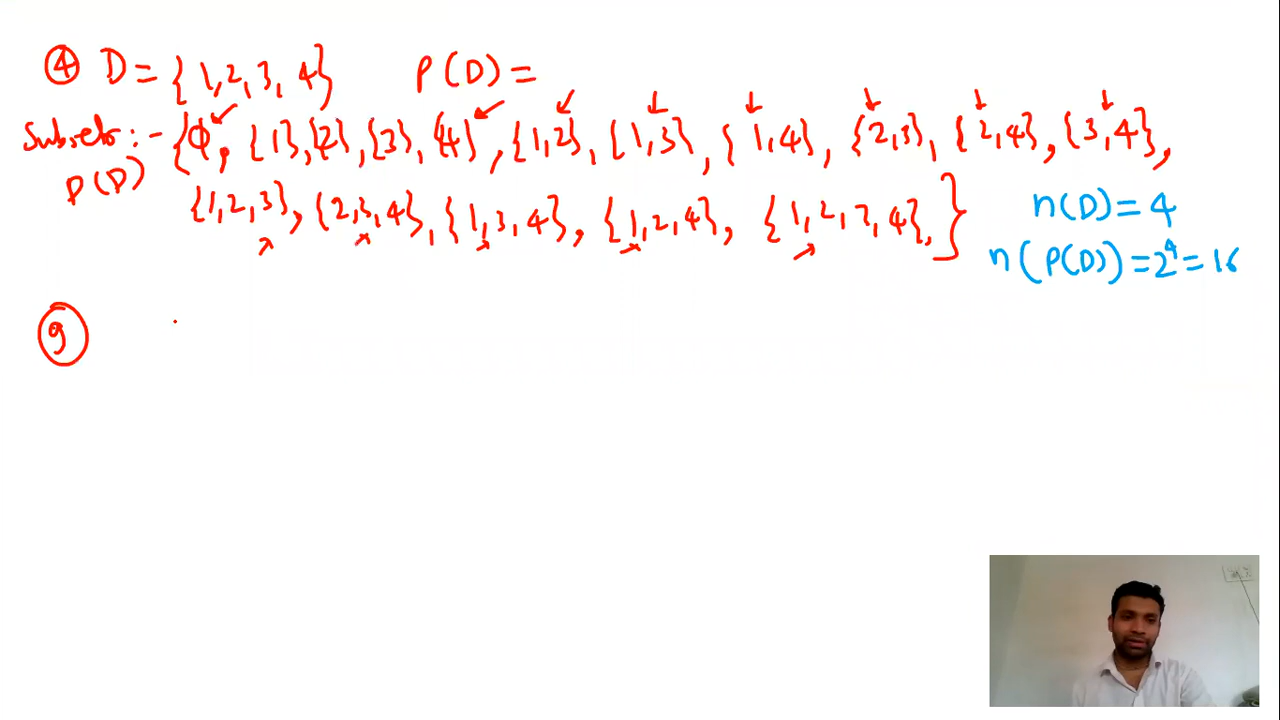 ④ D = {1,2,3,4} P(D) =
Subsets :- {ϕ, {1},{2},{3},{4},{1,2},{1,3},{1,4},{2,3},{2,4},{3,4},
P(D)
{1,2,3},{2,3,4},{1,3,4},{1,2,4},{1,2,3,4},}
n(D) = 4
n(P(D)) = 2⁴ = 16
⑨